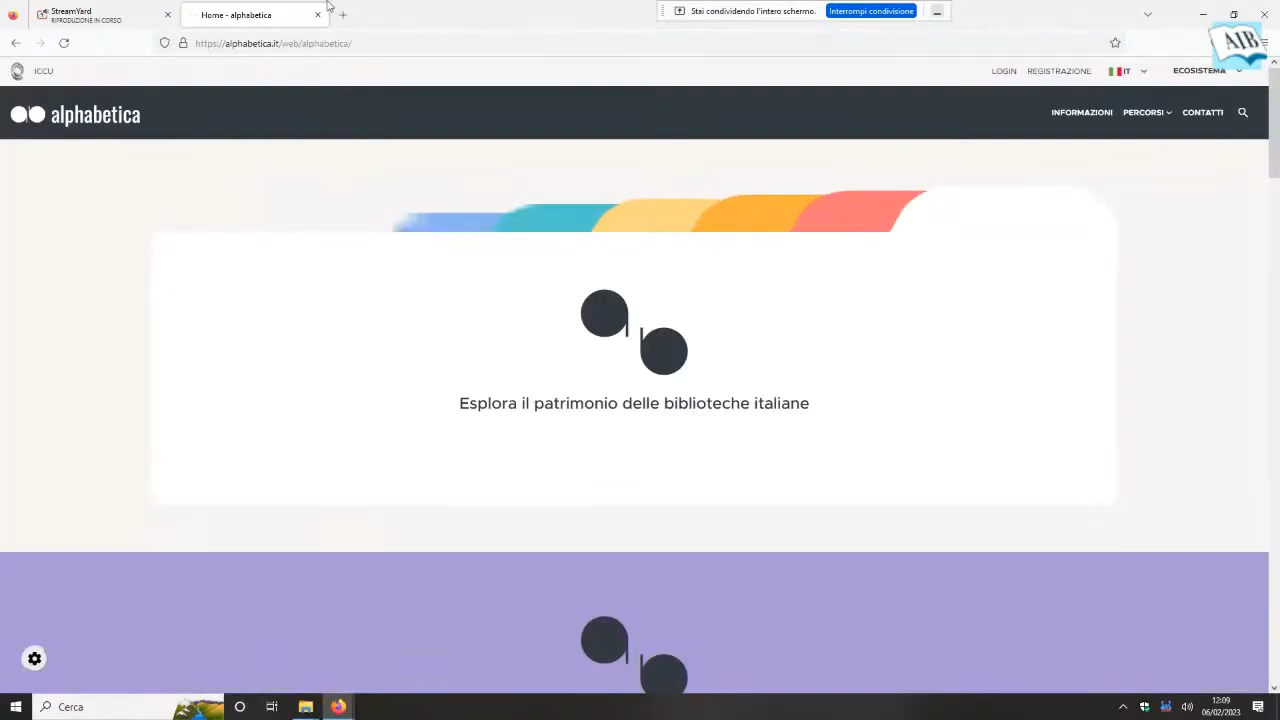 StreamYard
RIPRODUZIONE IN CORSO
Home - alphabetica
Stai condividendo l'intero schermo.
Interrompi condivisione
https://alphabetica.it/web/alphabetica/
AIB
ICCU
LOGIN
REGISTRAZIONE
IT
ECOSISTEMA
alphabetica
INFORMAZIONI
PERCORSI
CONTATTI
Esplora il patrimonio delle biblioteche italiane
Cerca
12:09
06/02/2023